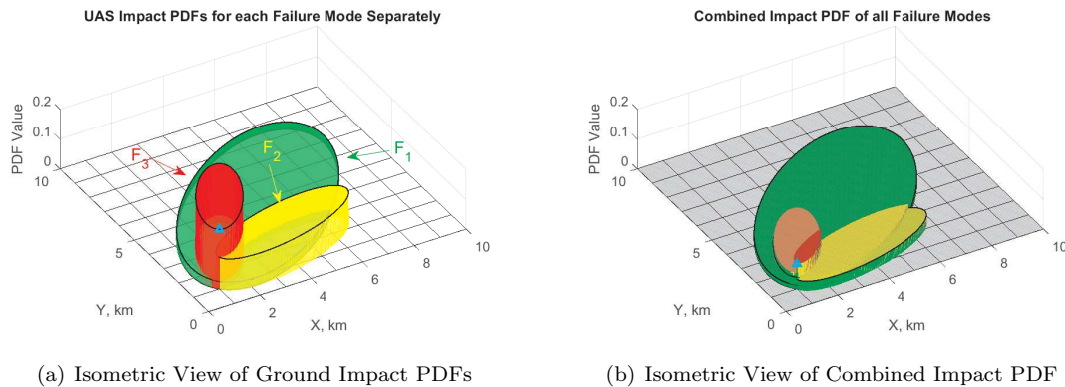 UAS Impact PDFs for each Failure Mode Separately
PDF Value
0.2
0.1
0
10
5
0
Y, km
0
2
4
6
8
10
X, km
F3
F2
F1
(a) Isometric View of Ground Impact PDFs
Combined Impact PDF of all Failure Modes
PDF Value
0.2
0.1
0
10
5
0
Y, km
0
2
4
6
8
10
X, km
(b) Isometric View of Combined Impact PDF